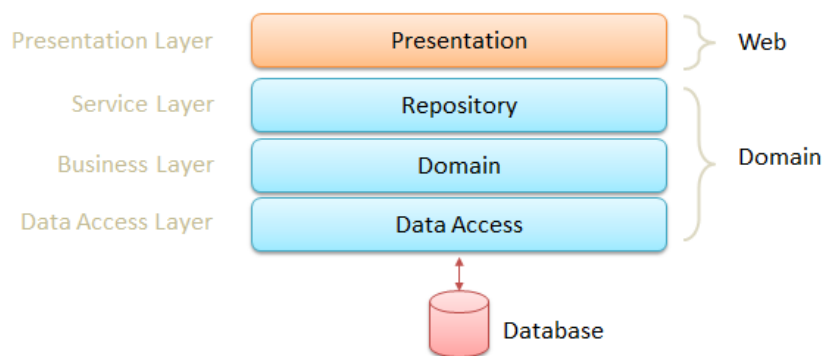 Presentation Layer
Presentation
Web
Service Layer
Repository
Business Layer
Domain
Domain
Data Access Layer
Data Access
Database